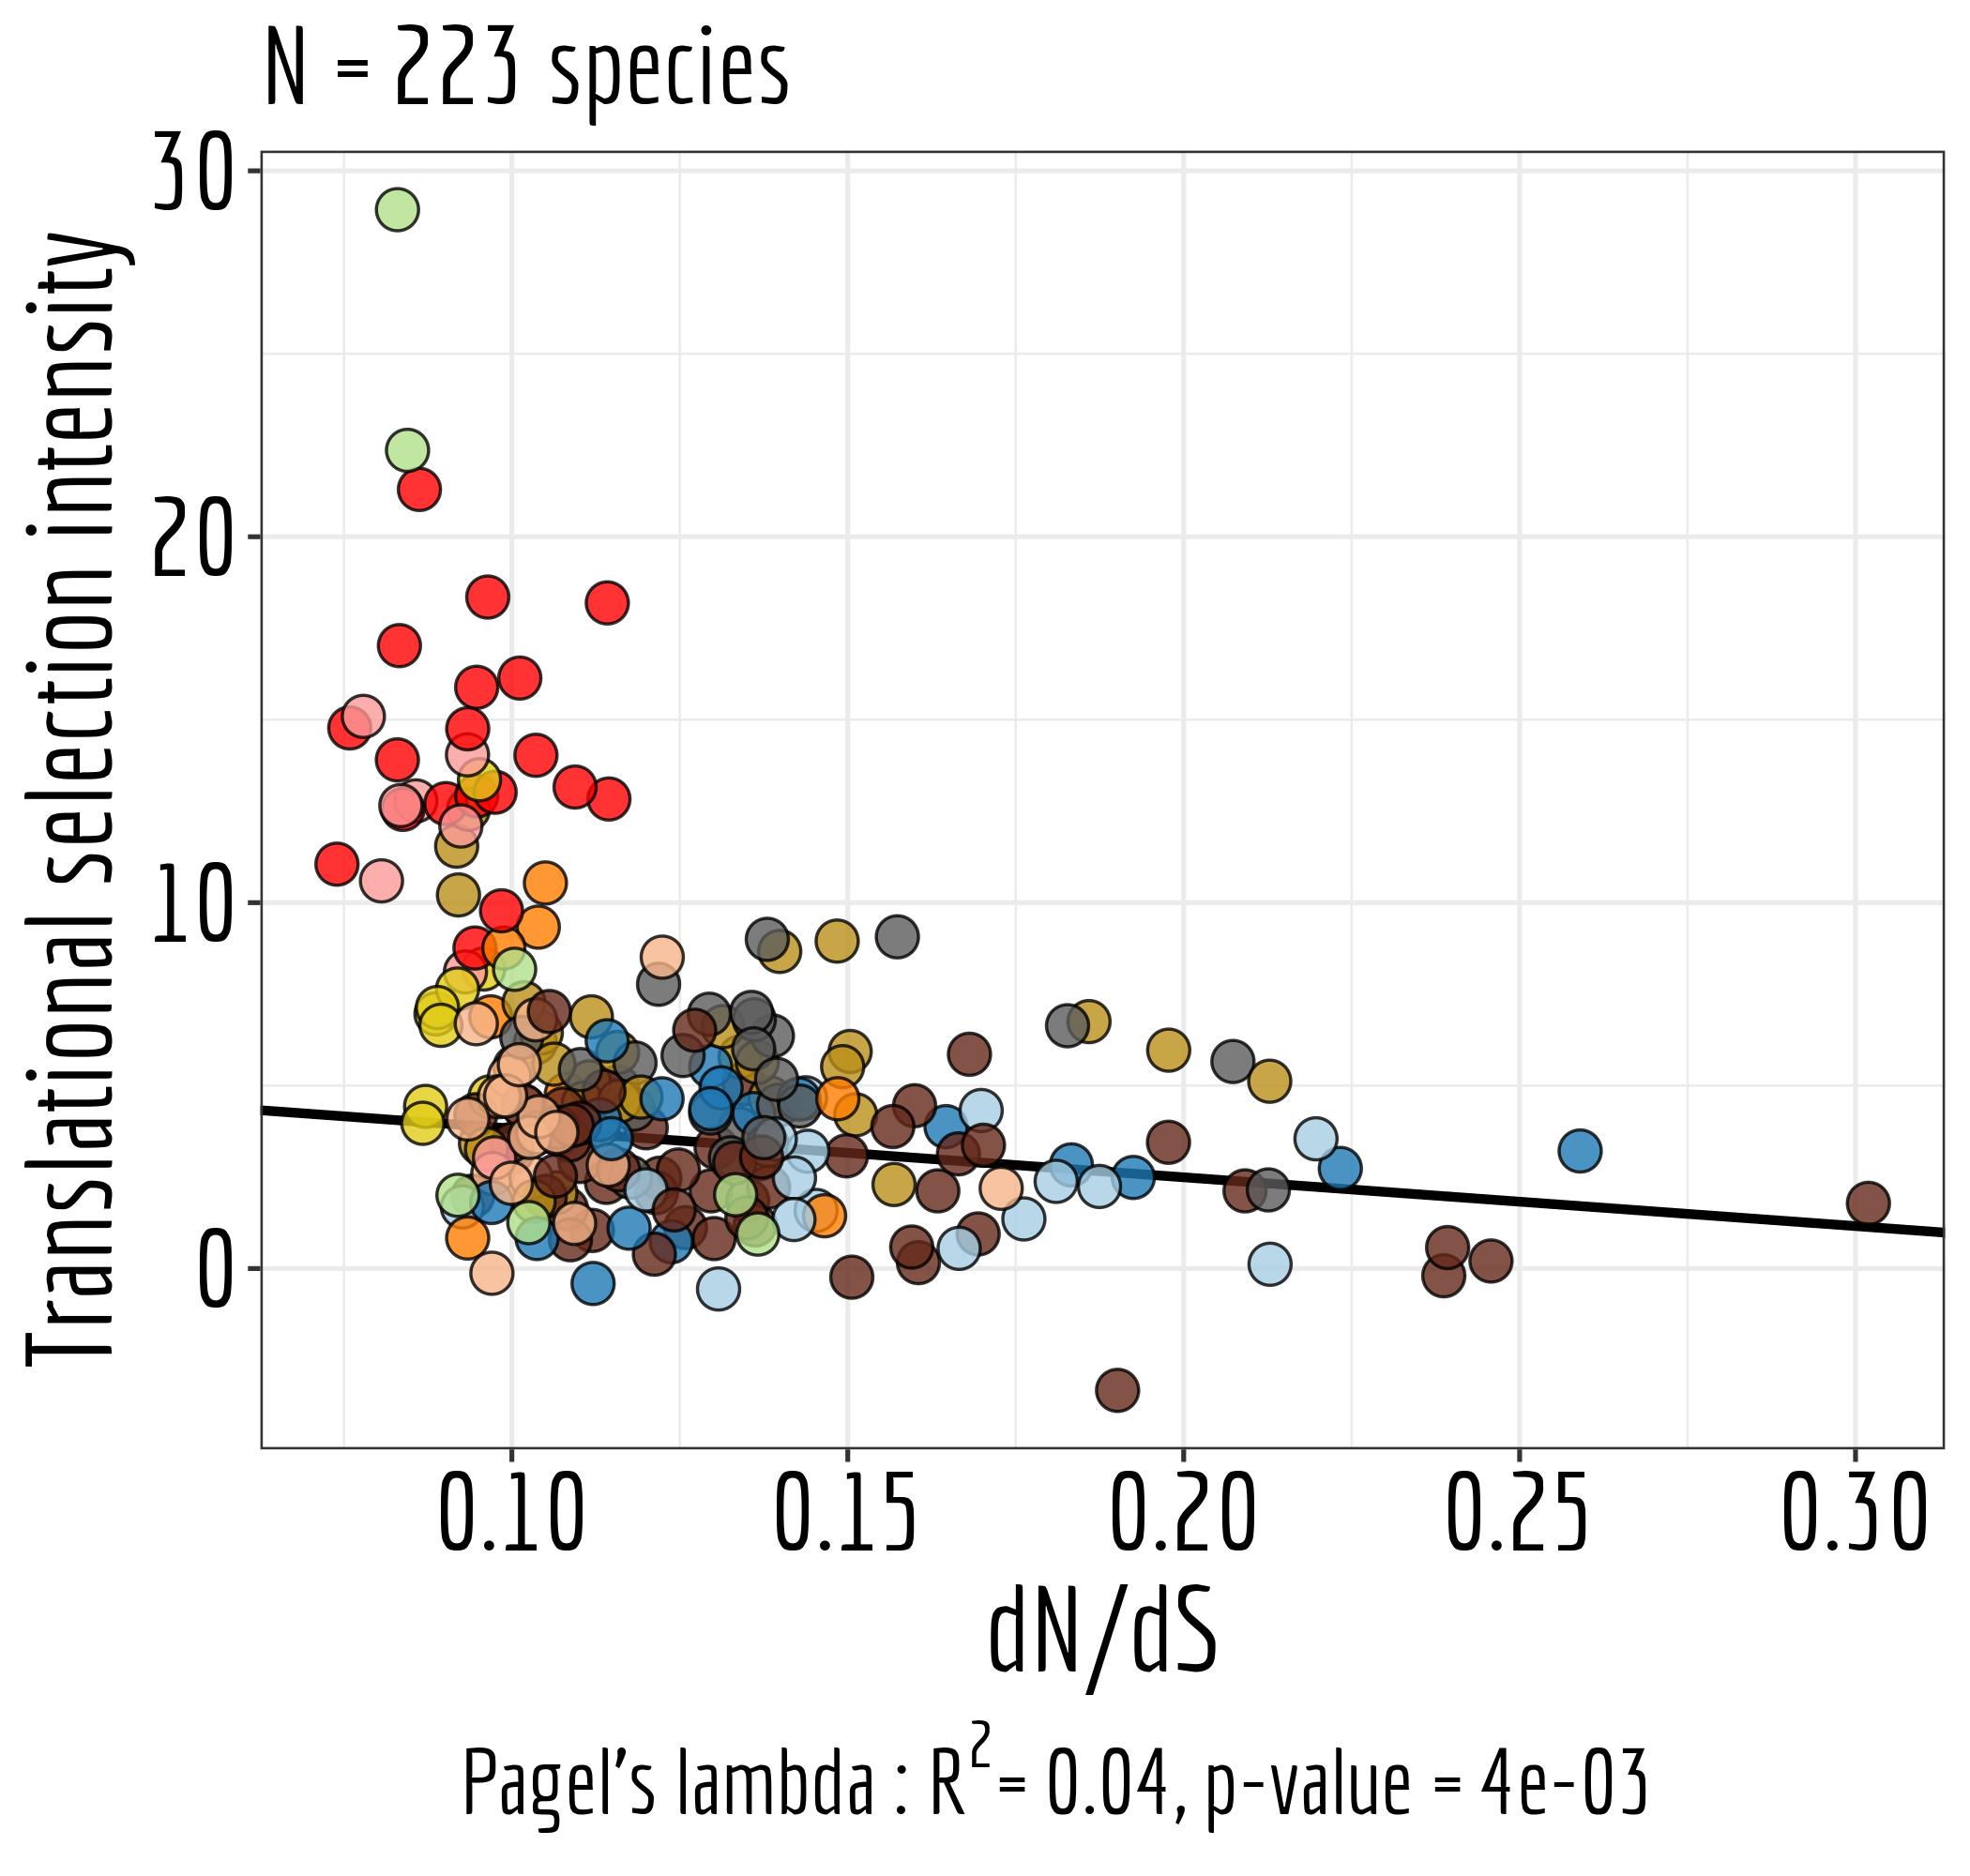 N = 223 species
Translational selection intensity
30
20
10
0
0.10 0.15 0.20 0.25 0.30
dN/dS
Pagel's lambda : R²= 0.04, p-value = 4e-03